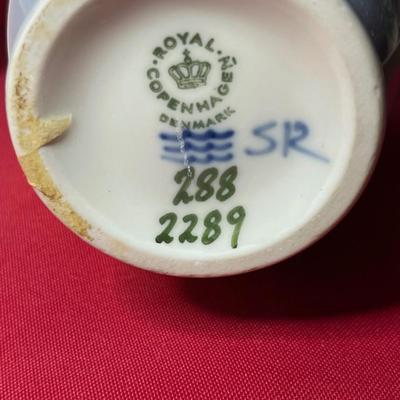 ROYAL
COPENHAGEN
DENMARK
SR
288
2289